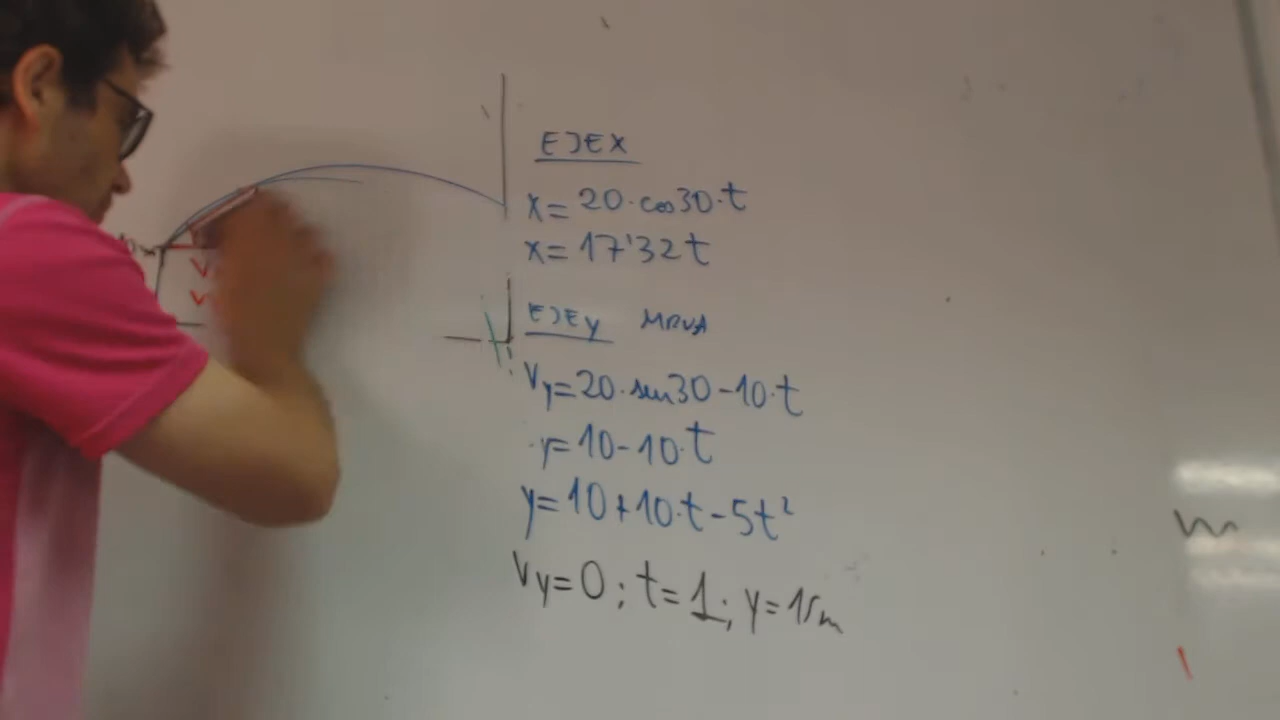 EJEX
X=20·cos30·t
X=17'32t
EJEy MRUA
Vy=20·sen30-10·t
y=10-10·t
y=10+10·t-5t²
Vy=0; t=1; y=15m